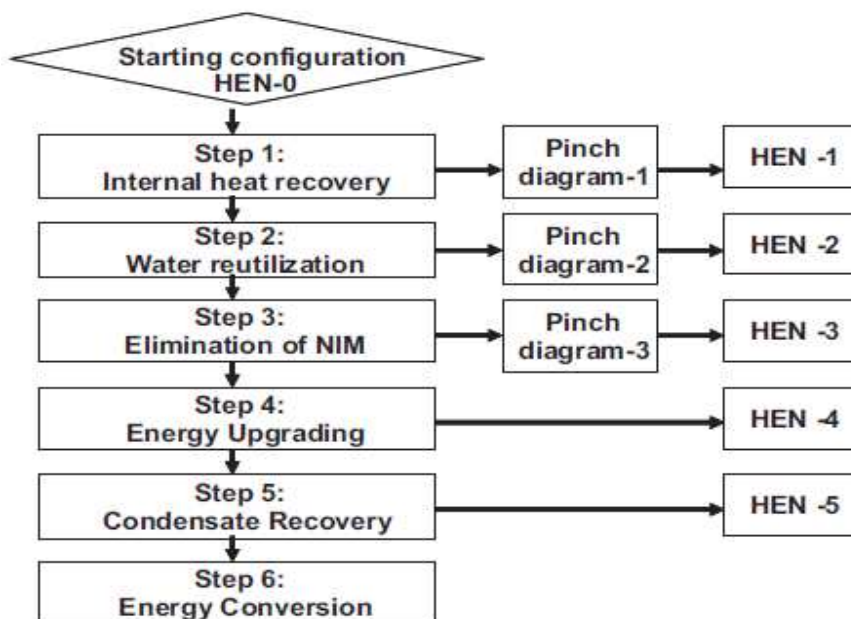 Starting configuration
HEN-0
Step 1:
Internal heat recovery
Pinch
diagram-1
HEN -1
Step 2:
Water reutilization
Pinch
diagram-2
HEN -2
Step 3:
Elimination of NIM
Pinch
diagram-3
HEN -3
Step 4:
Energy Upgrading
HEN -4
Step 5:
Condensate Recovery
HEN -5
Step 6:
Energy Conversion